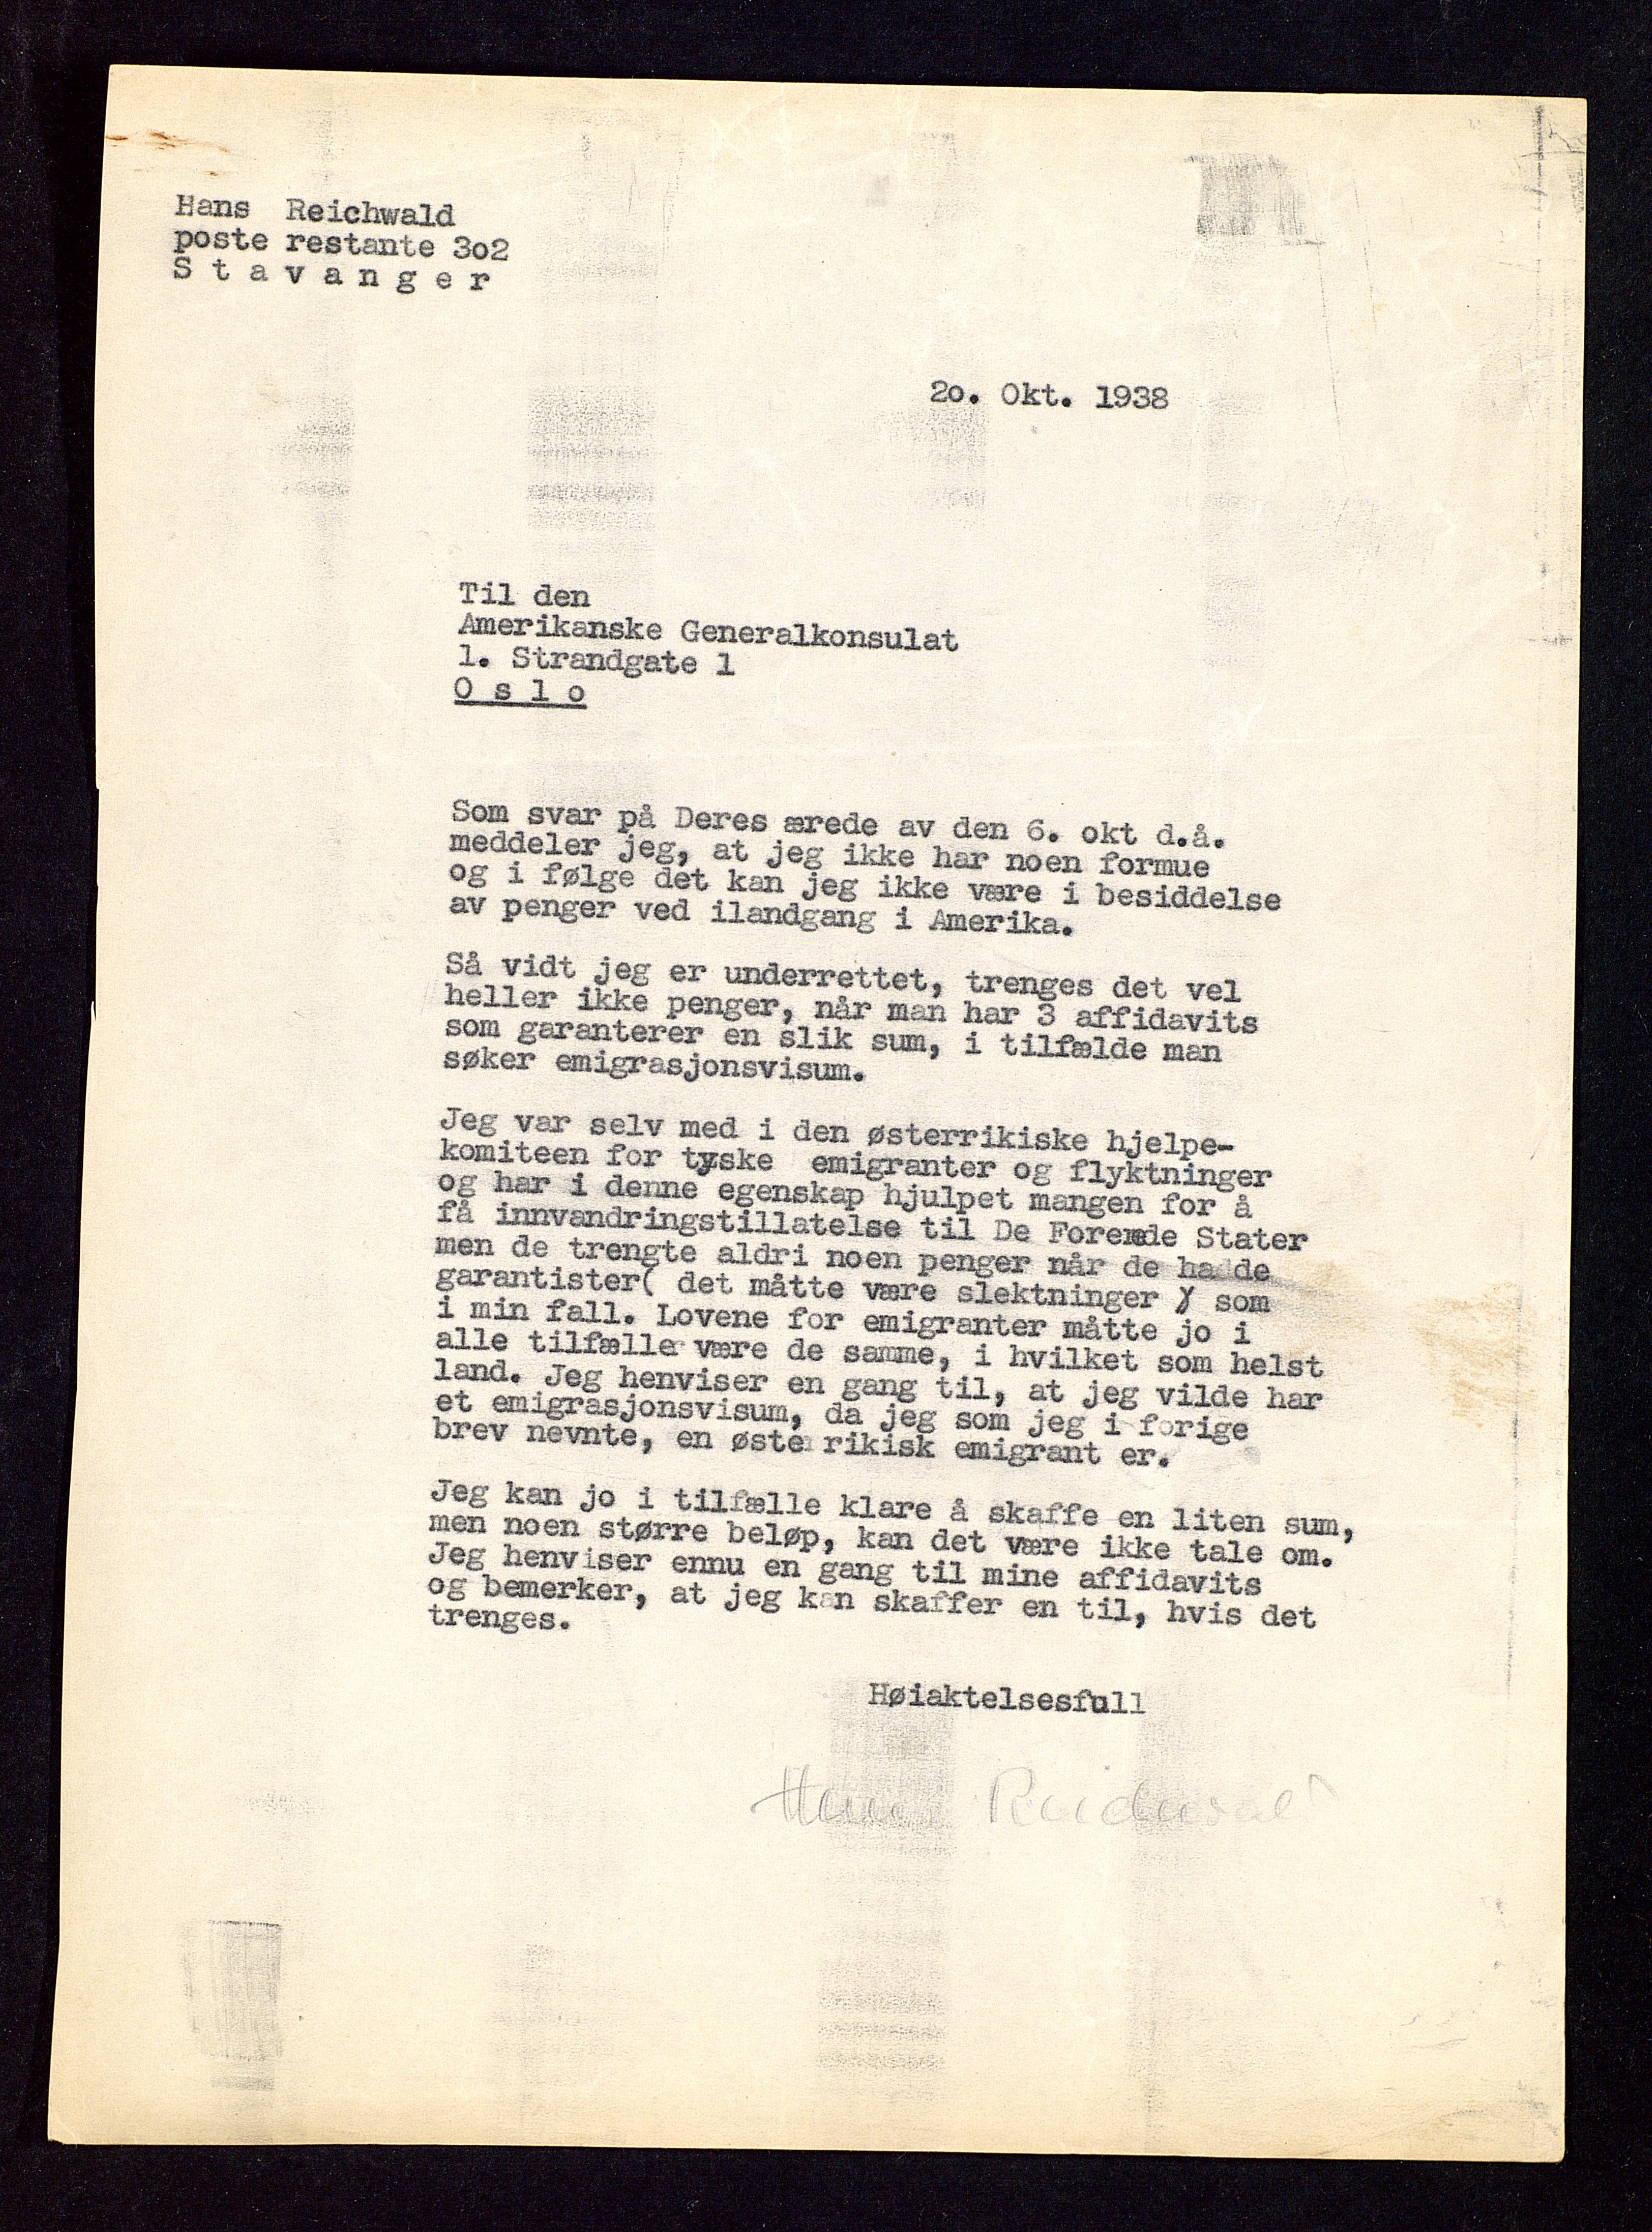 Hans Reichwald
poste restante 3o2
S t a v a n g e r
2o. Okt. 1938
Til den
Amerikanske Generalkonsulat
1. Strandgate 1
O s l o
Som svar på Deres ærede av den 6. okt d.å.
meddeler jeg, at jeg ikke har noen formue
og i følge det kan jeg ikke være i besiddelse
av penger ved ilandgang i Amerika.
Så vidt jeg er underrettet, trenges det vel
heller ikke penger, når man har 3 affidavits
som garanterer en slik sum, i tilfælde man
søker emigrasjonsvisum.
Jeg var selv med i den østerrikiske hjelpe-
komiteen for tyske emigranter og flyktninger
og har i denne egenskap hjulpet mangen for å
få innvandringstillatelse til De Forenede Stater
men de trengte aldri noen penger når de hadde
garantister( det måtte være slektninger ) som
i min fall. Lovene for emigranter måtte jo i
alle tilfælle være de samme, i hvilket som helst
land. Jeg henviser en gang til, at jeg vilde har
et emigrasjonsvisum, da jeg som jeg i forige
brev nevnte, en østerrikisk emigrant er.
Jeg kan jo i tilfælle klare å skaffe en liten sum,
men noen større beløp, kan det være ikke tale om.
Jeg henviser ennu en gang til mine affidavits
og bemerker, at jeg kan skaffer en til, hvis det
trenges.
Høiaktelsesfull
Hans Reichwald